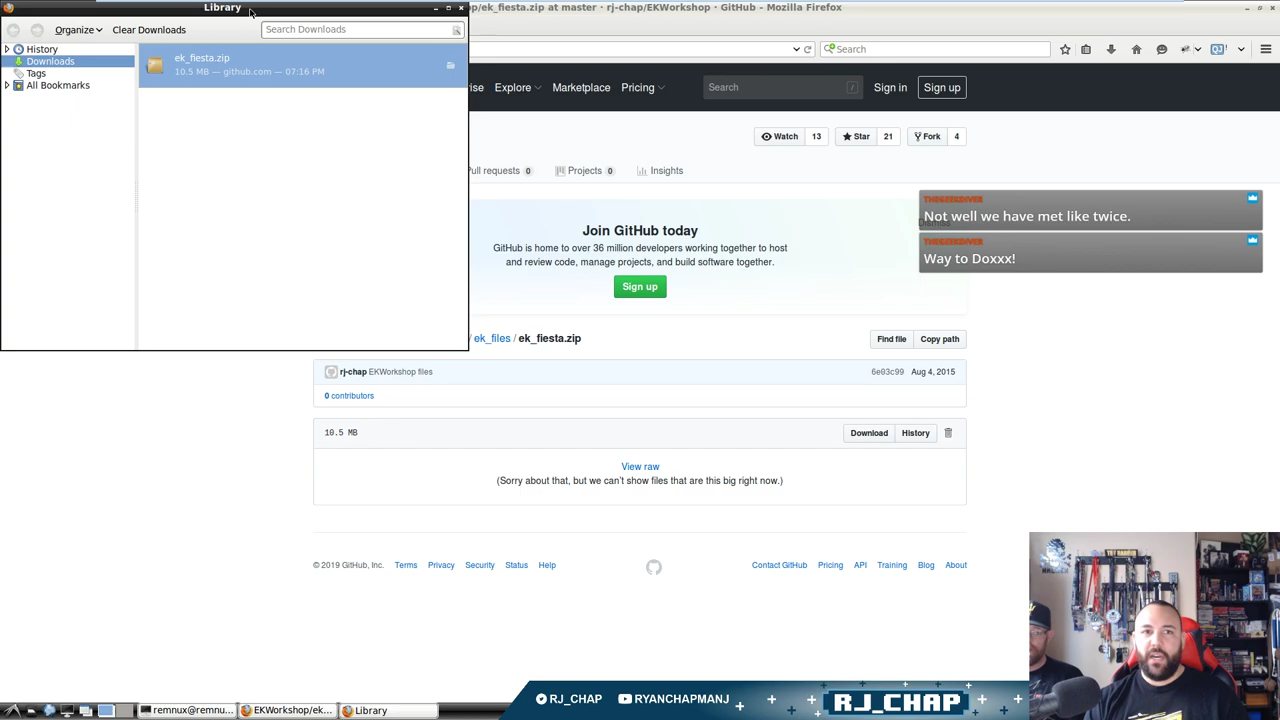 Library
p/ek_fiesta.zip at master · rj-chap/EKWorkshop · GitHub - Mozilla Firefox
Organize
Clear Downloads
Search Downloads
History
Downloads
Tags
All Bookmarks
ek_fiesta.zip
10.5 MB — github.com — 07:16 PM
Search
ise
Explore
Marketplace
Pricing
Search
/
Sign in
Sign up
Watch 13
Star 21
Fork 4
Pull requests 0
Projects 0
Insights
Join GitHub today
GitHub is home to over 36 million developers working together to host
and review code, manage projects, and build software together.
Sign up
THEGEEKDIVER
Not well we have met like twice.
THEGEEKDIVER
Way to Doxxx!
/ ek_files / ek_fiesta.zip
Find file
Copy path
rj-chap EKWorkshop files
6e03c99 Aug 4, 2015
0 contributors
10.5 MB
Download
History
View raw
(Sorry about that, but we can't show files that are this big right now.)
© 2019 GitHub, Inc.
Terms
Privacy
Security
Status
Help
Contact GitHub
Pricing
API
Training
Blog
About
remnux@remnu...
EKWorkshop/ek...
Library
RJ_CHAP
RYANCHAPMANJ
RJ_CHAP